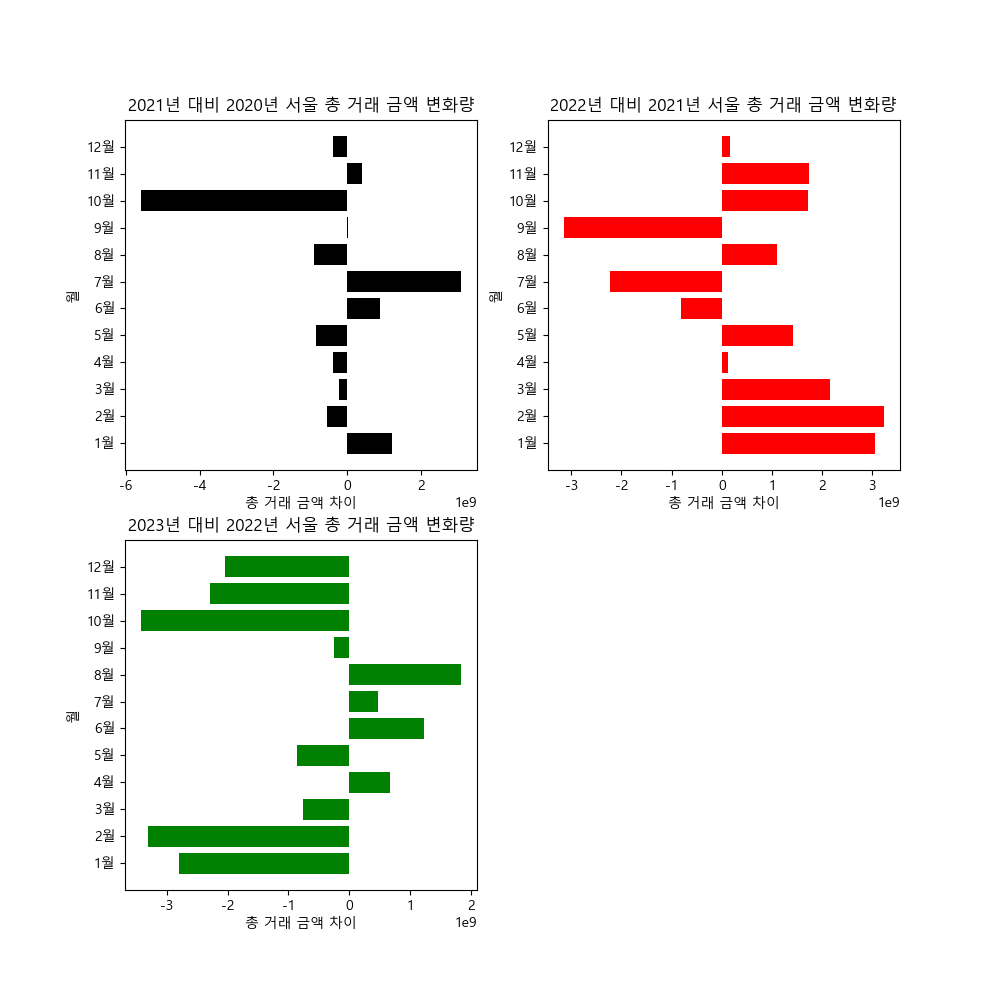 2021년 대비 2020년 서울 총 거래 금액 변화량
12월
11월
10월
9월
8월
7월
6월
5월
4월
3월
2월
1월
월
-6 -4 -2 0 2
1e9
총 거래 금액 차이
2022년 대비 2021년 서울 총 거래 금액 변화량
12월
11월
10월
9월
8월
7월
6월
5월
4월
3월
2월
1월
월
-3 -2 -1 0 1 2 3
1e9
총 거래 금액 차이
2023년 대비 2022년 서울 총 거래 금액 변화량
12월
11월
10월
9월
8월
7월
6월
5월
4월
3월
2월
1월
월
-3 -2 -1 0 1 2
1e9
총 거래 금액 차이